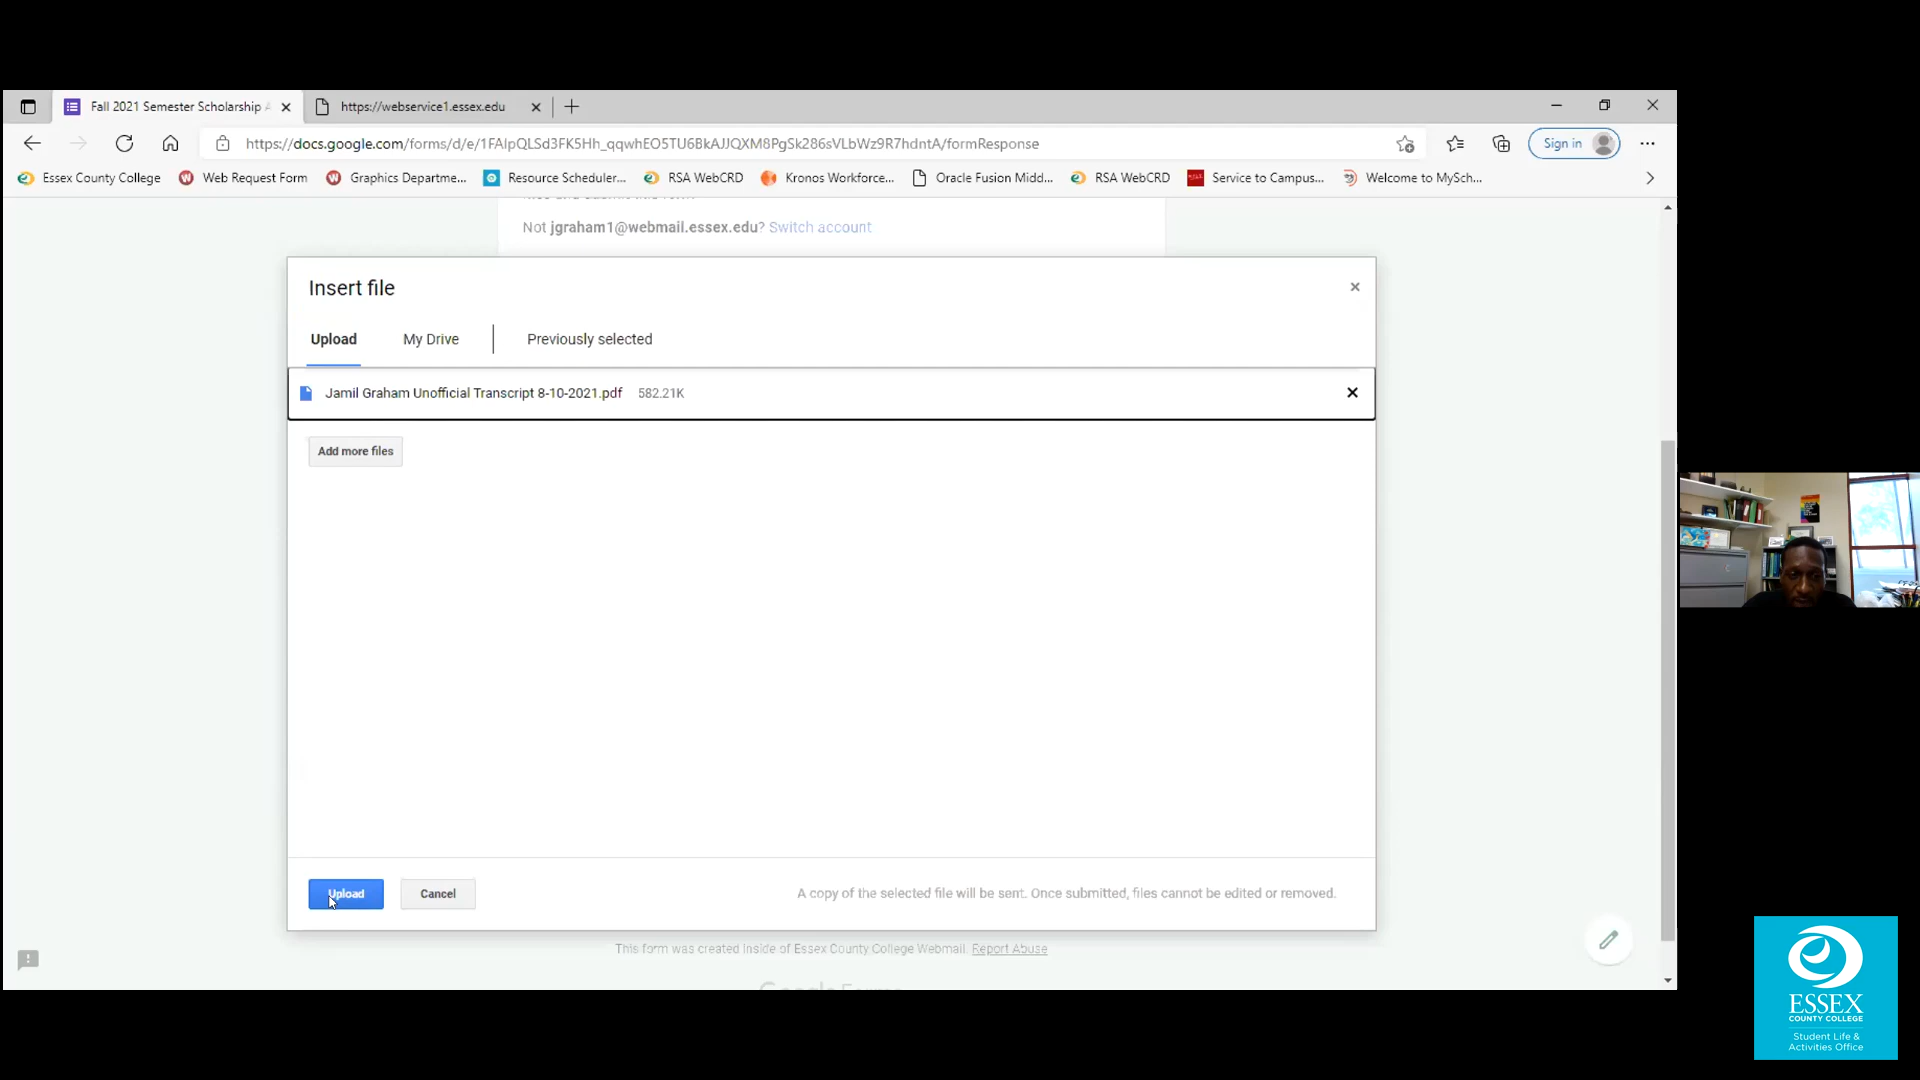 Fall 2021 Semester Scholarship A
https://webservice1.essex.edu
https://docs.google.com/forms/d/e/1FAIpQLSd3FK5Hh_qqwhEO5TU6BkAJJQXM8PgSk286sVLbWz9R7hdntA/formResponse
Sign in
Essex County College
Web Request Form
Graphics Departme...
Resource Scheduler...
RSA WebCRD
Kronos Workforce...
Oracle Fusion Midd...
RSA WebCRD
Service to Campus...
Welcome to MySch...
Not jgraham1@webmail.essex.edu? Switch account
Insert file
Upload
My Drive
Previously selected
Jamil Graham Unofficial Transcript 8-10-2021.pdf 582.21K
Add more files
Upload
Cancel
A copy of the selected file will be sent. Once submitted, files cannot be edited or removed.
This form was created inside of Essex County College Webmail. Report Abuse
ESSEX
COUNTY COLLEGE
Student Life &
Activities Office